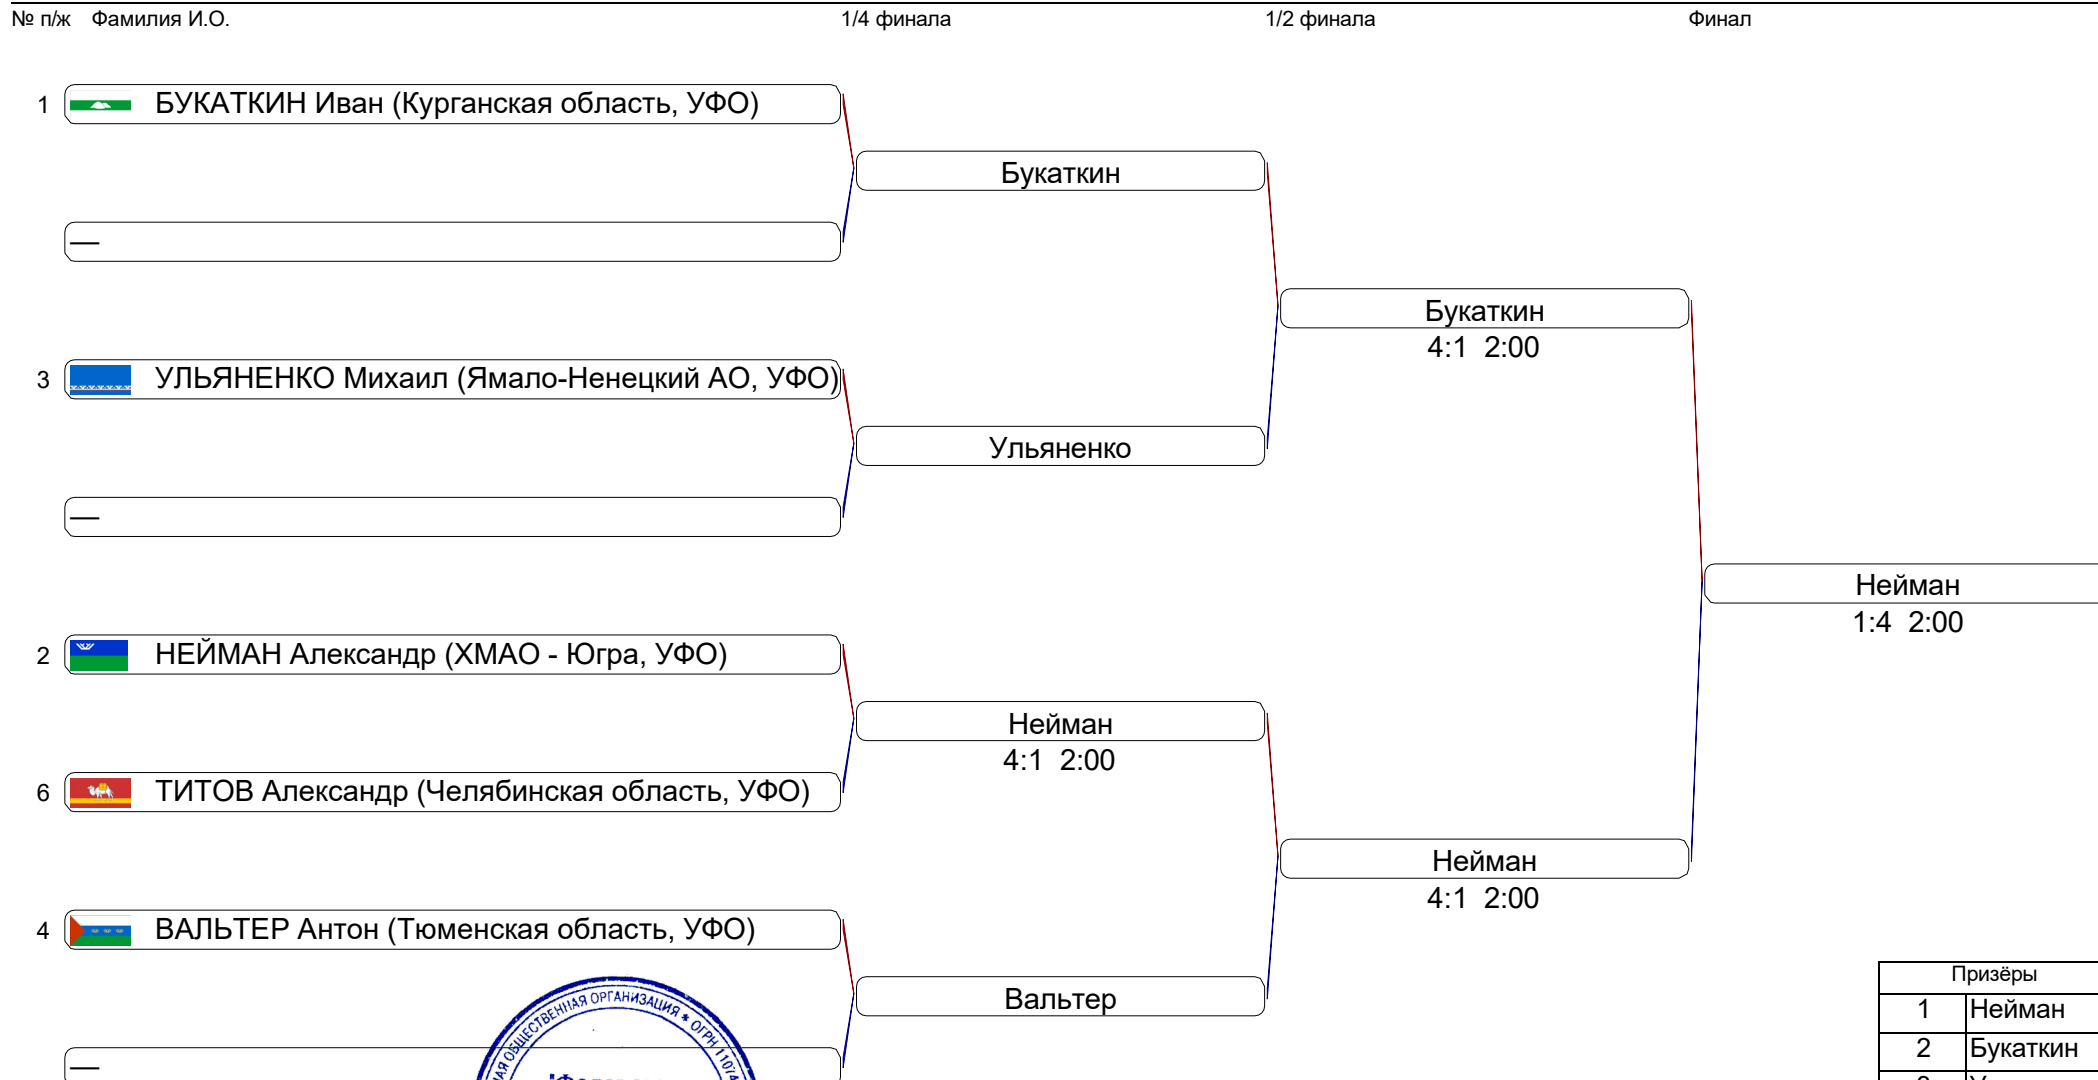 № п/ж Фамилия И.О. 1/4 финала 1/2 финала Финал
1 БУКАТКИН Иван (Курганская область, УФО)
Букаткин
—
Букаткин
4:1 2:00
3 УЛЬЯНЕНКО Михаил (Ямало-Ненецкий АО, УФО)
Ульяненко
—
Нейман
1:4 2:00
2 НЕЙМАН Александр (ХМАО - Югра, УФО)
Нейман
4:1 2:00
6 ТИТОВ Александр (Челябинская область, УФО)
Нейман
4:1 2:00
4 ВАЛЬТЕР Антон (Тюменская область, УФО)
Вальтер
—
ОБЩЕСТВЕННАЯ ОРГАНИЗАЦИЯ * ОГРН
Призёры
1 Нейман
2 Букаткин